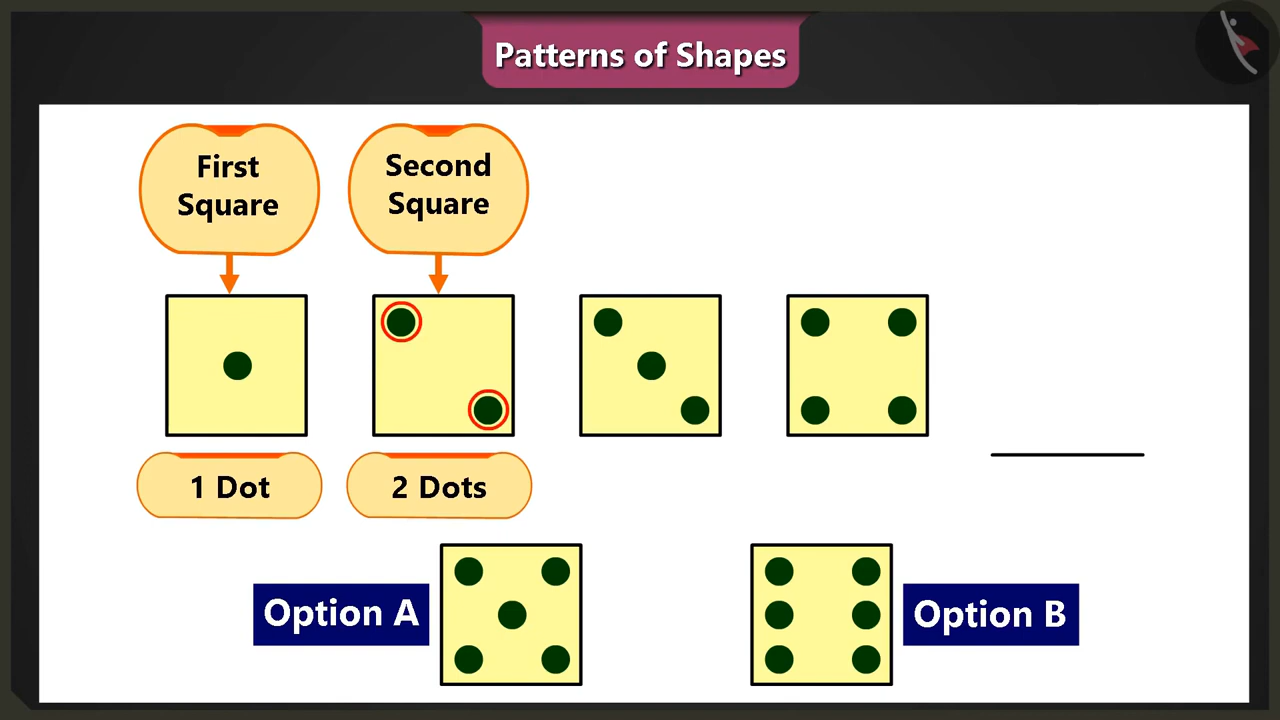 Patterns of Shapes
First
Square
Second
Square
1 Dot
2 Dots
Option A
Option B